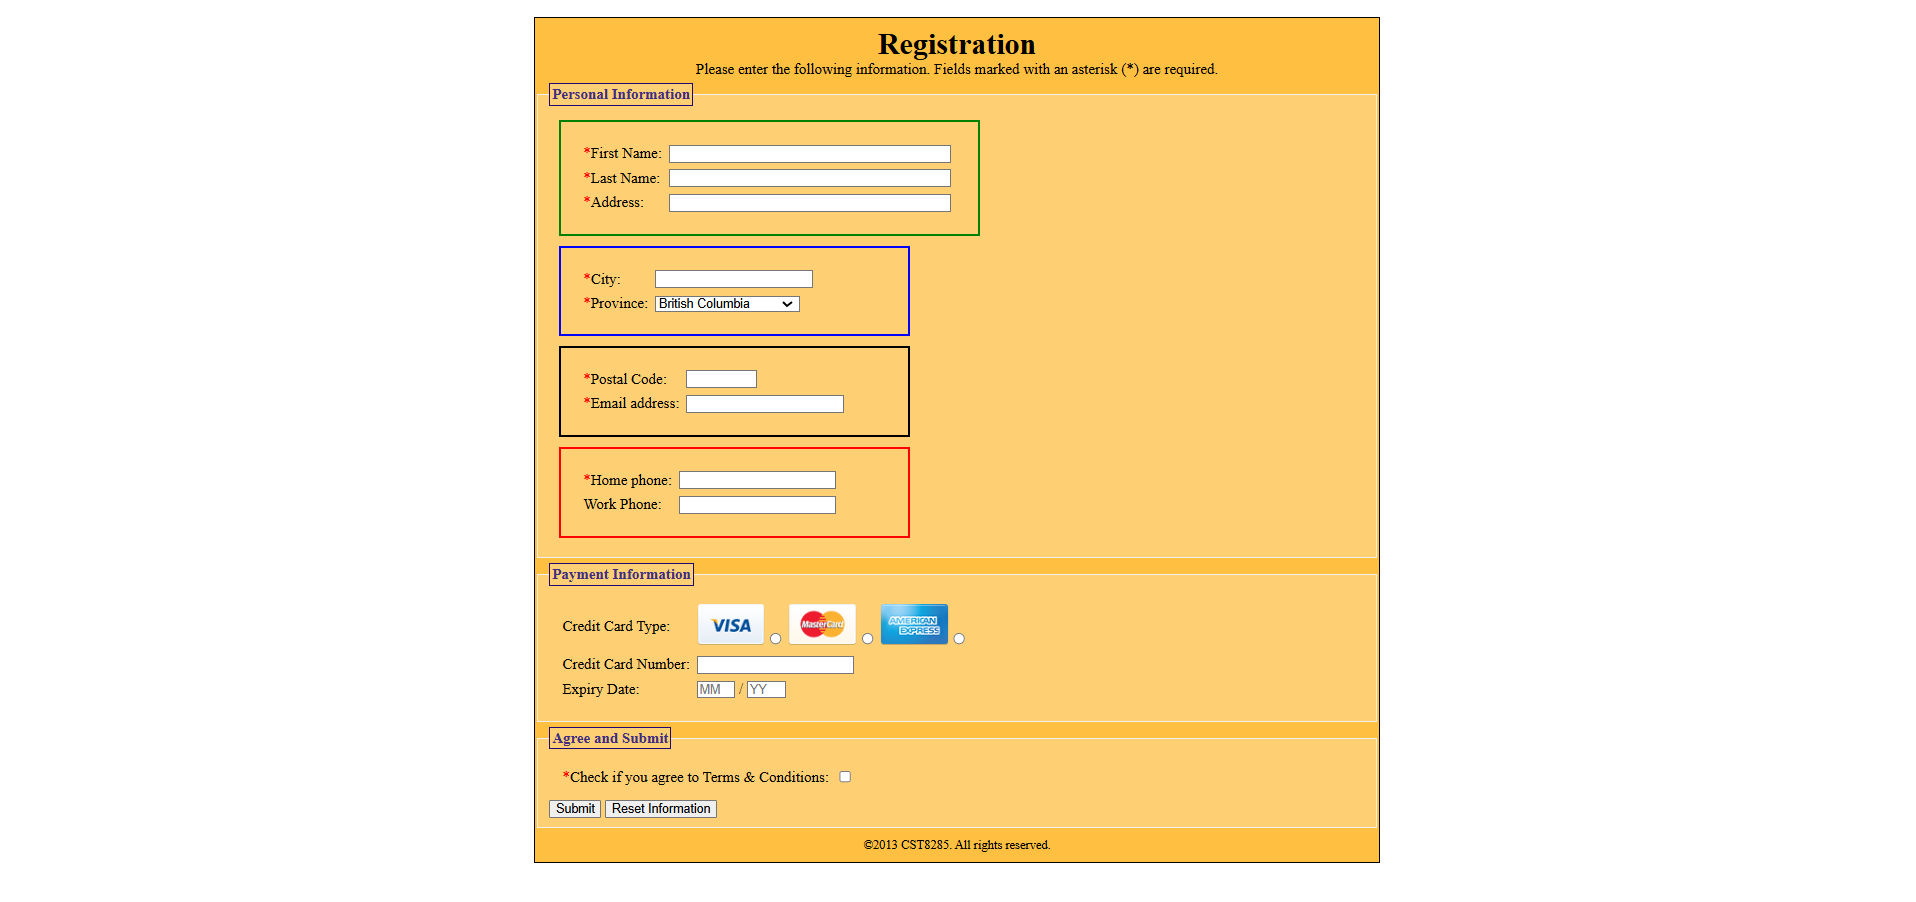 Registration
Please enter the following information. Fields marked with an asterisk (*) are required.
Personal Information
*First Name:
*Last Name:
*Address:
*City:
*Province: British Columbia
*Postal Code:
*Email address:
*Home phone:
Work Phone:
Payment Information
Credit Card Type: VISA MasterCard AMERICAN EXPRESS
Credit Card Number:
Expiry Date: MM / YY
Agree and Submit
*Check if you agree to Terms & Conditions:
Submit Reset Information
©2013 CST8285. All rights reserved.